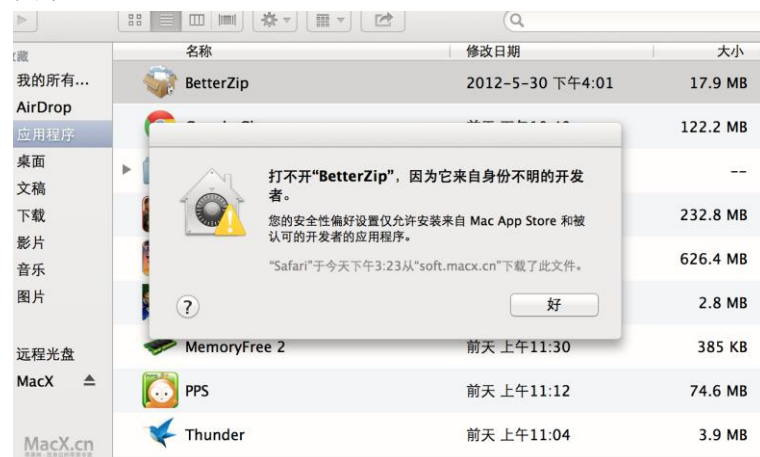 名称 修改日期 大小
藏
我的所有...
BetterZip 2012-5-30 下午4:01 17.9 MB
AirDrop
应用程序
122.2 MB
桌面
打不开“BetterZip”，因为它来自身份不明的开发
者。
--
文稿
您的安全性偏好设置仅允许安装来自 Mac App Store 和被
认可的开发者的应用程序。
下载
232.8 MB
影片
“Safari”于今天下午3:23从“soft.macx.cn”下载了此文件。
626.4 MB
音乐
图片
?
好
2.8 MB
远程光盘
MemoryFree 2 前天 上午11:30 385 KB
MacX
PPS 前天 上午11:12 74.6 MB
Thunder 前天 上午11:04 3.9 MB
MacX.cn